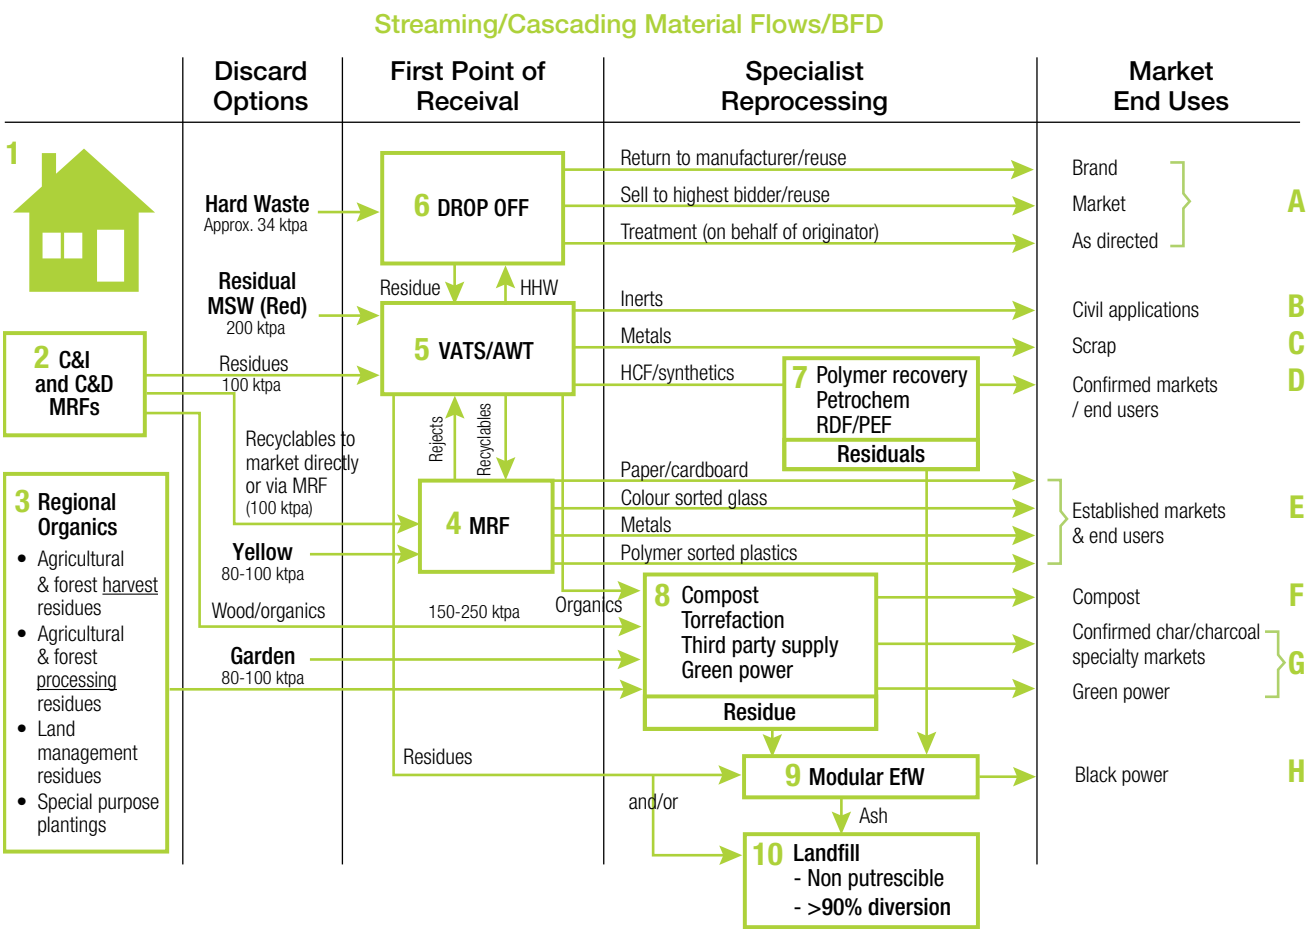 Streaming/Cascading Material Flows/BFD
Discard
Options
First Point of
Receival
Specialist
Reprocessing
Market
End Uses
1
Hard Waste
Approx. 34 ktpa
6 DROP OFF
Return to manufacturer/reuse
Sell to highest bidder/reuse
Treatment (on behalf of originator)
Brand
Market
As directed
A
Residue
HHW
Residual
MSW (Red)
200 ktpa
5 VATS/AWT
Inerts
Metals
HCF/synthetics
Civil applications
B
Scrap
C
2 C&I
and C&D
MRFs
Residues
100 ktpa
7 Polymer recovery
Petrochem
RDF/PEF
Residuals
Confirmed markets
/ end users
D
Recyclables to
market directly
or via MRF
(100 ktpa)
Rejects
Recyclables
4 MRF
Paper/cardboard
Colour sorted glass
Metals
Polymer sorted plastics
Established markets
& end users
E
3 Regional
Organics
• Agricultural
& forest harvest
residues
• Agricultural
& forest
processing
residues
• Land
management
residues
• Special purpose
plantings
Yellow
80-100 ktpa
Wood/organics
150-250 ktpa
Organics
Garden
80-100 ktpa
8 Compost
Torrefaction
Third party supply
Green power
Residue
Compost
F
Confirmed char/charcoal
specialty markets
Green power
G
Residues
and/or
9 Modular EfW
Black power
H
Ash
10 Landfill
- Non putrescible
- >90% diversion